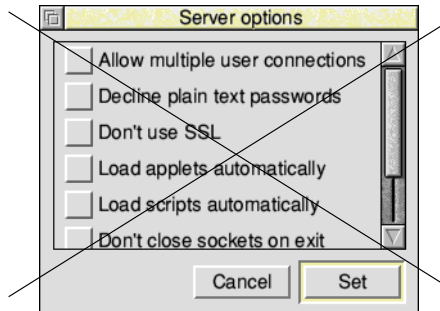 Server options
Allow multiple user connections
Decline plain text passwords
Don't use SSL
Load applets automatically
Load scripts automatically
Don't close sockets on exit
Cancel
Set